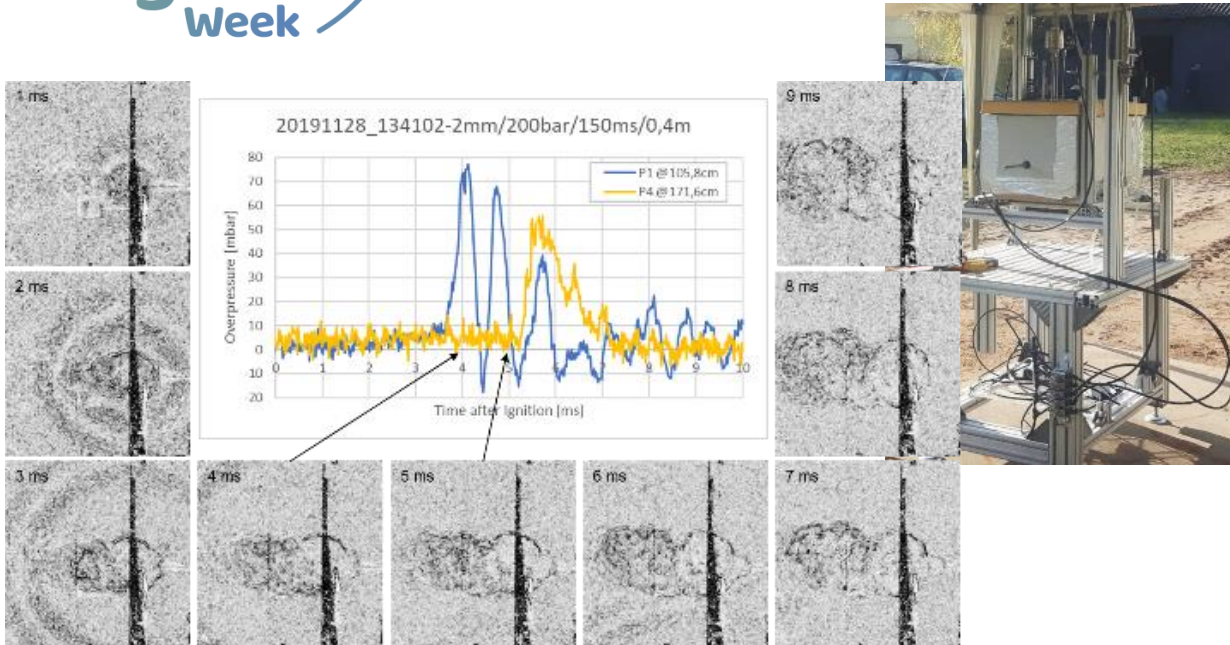 Week
1 ms
2 ms
3 ms
4 ms
5 ms
6 ms
7 ms
8 ms
9 ms
20191128_134102-2mm/200bar/150ms/0,4m
P1 @105,8cm
P4 @171,6cm
Overpressure [mbar]
80
70
60
50
40
30
20
10
0
10
20
0 1 2 3 4 5 6 7 8 9 10
Time after Ignition [ms]